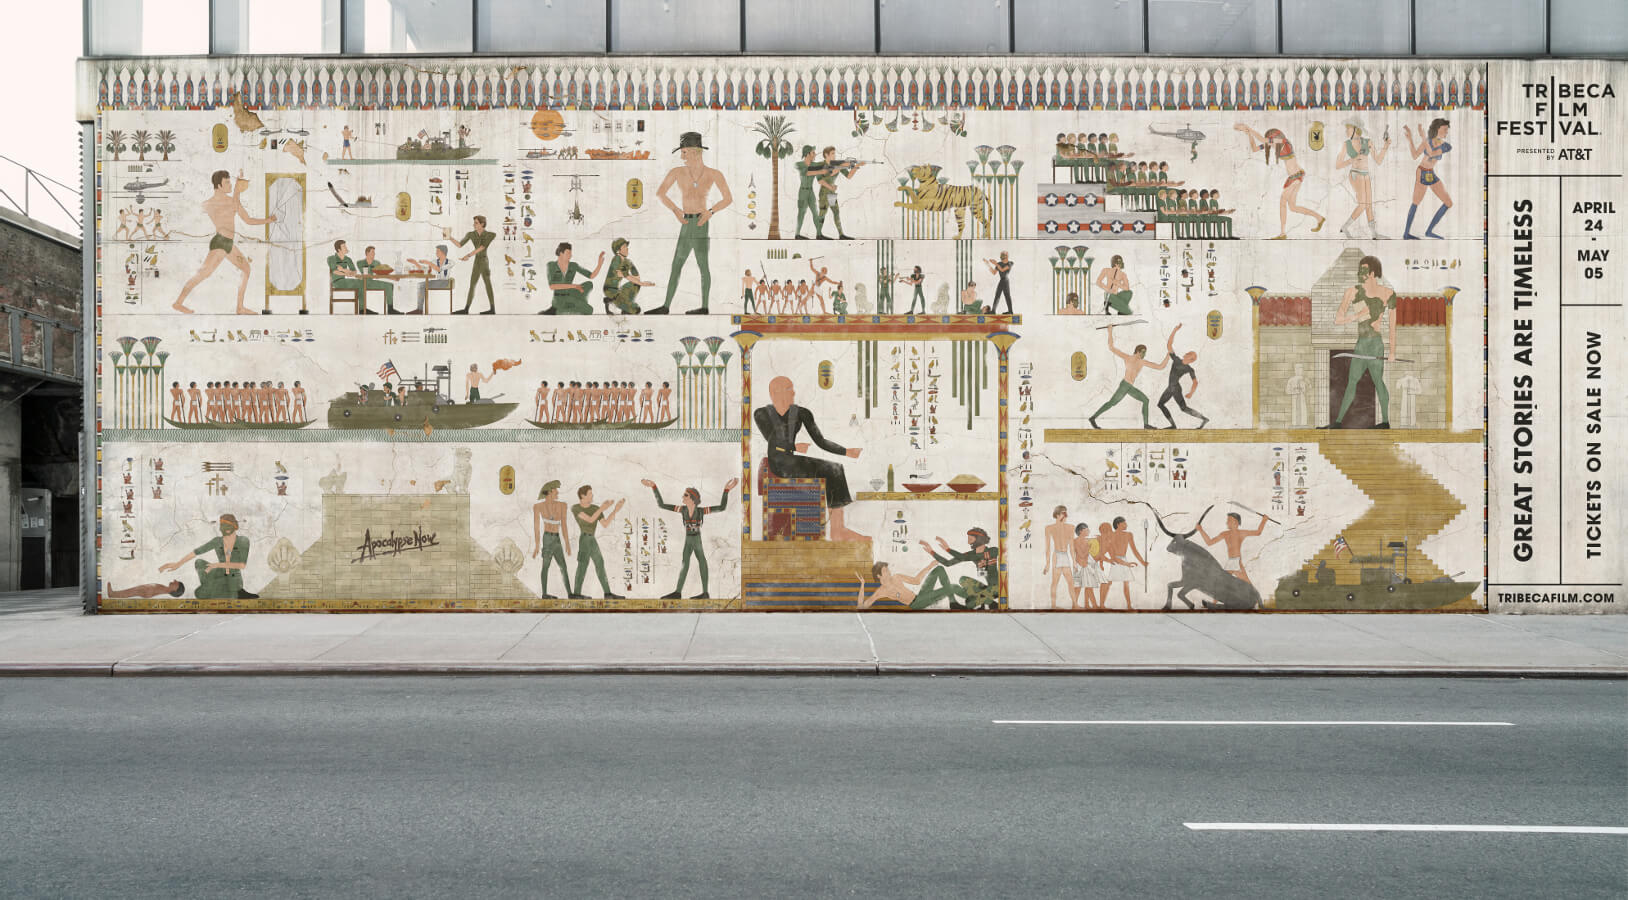 TRIBECA
FILM
FESTIVAL.
PRESENTED
BY AT&T
GREAT STORIES ARE TIMELESS
APRIL
24
-
MAY
05
TICKETS ON SALE NOW
TRIBECAFILM.COM
Apocalypse Now